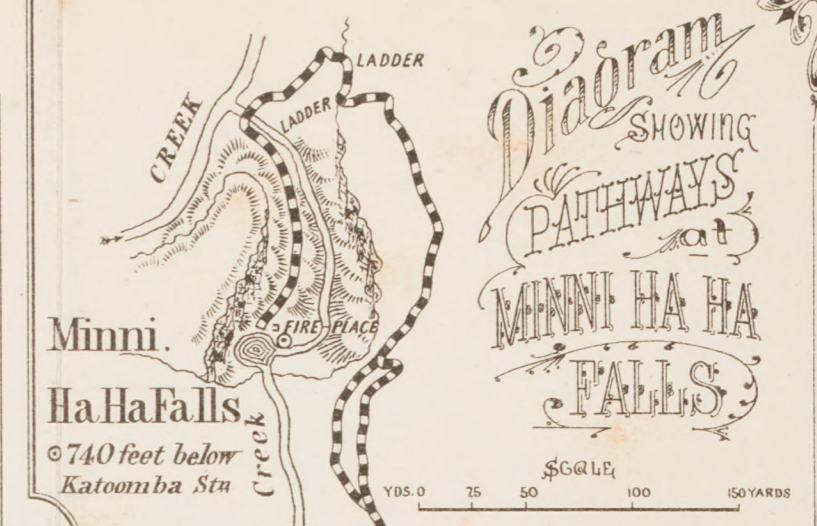 LADDER
LADDER
CREEK
FIRE PLACE
Minni.
Ha Ha Falls
740 feet below
Katoomba Stn
Creek
Diagram
SHOWING
PATHWAYS
at
MINNI HA HA
FALLS
SCALE
YDS. 0 25 50 100 150 YARDS